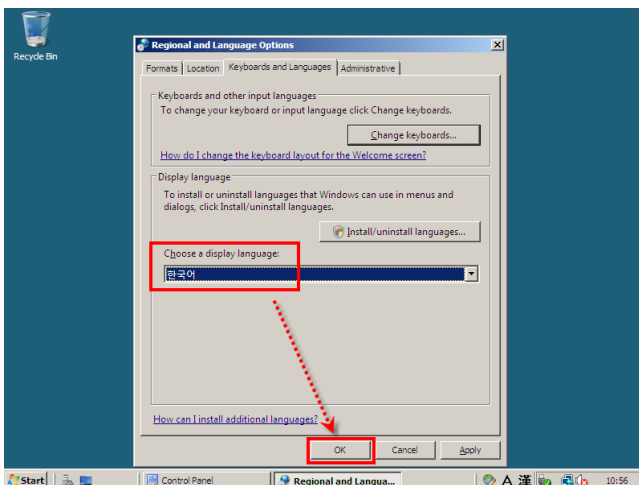 Recycle Bin
Regional and Language Options
Formats
Location
Keyboards and Languages
Administrative
Keyboards and other input languages
To change your keyboard or input language click Change keyboards.
Change keyboards...
How do I change the keyboard layout for the Welcome screen?
Display language
To install or uninstall languages that Windows can use in menus and
dialogs, click Install/uninstall languages.
Install/uninstall languages...
Choose a display language:
한국어
How can I install additional languages?
OK
Cancel
Apply
Start
Control Panel
Regional and Langua...
A 漢
10:56